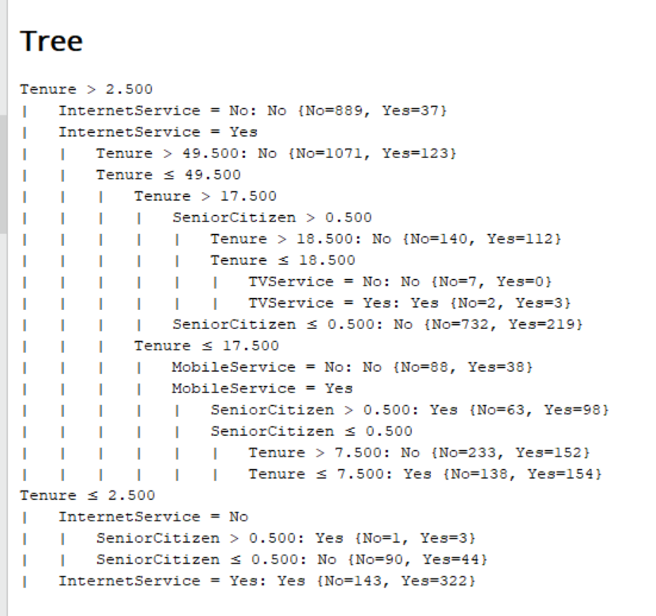 Tree
Tenure > 2.500
|   InternetService = No: No {No=889, Yes=37}
|   InternetService = Yes
|   |   Tenure > 49.500: No {No=1071, Yes=123}
|   |   Tenure ≤ 49.500
|   |   |   Tenure > 17.500
|   |   |   |   SeniorCitizen > 0.500
|   |   |   |   |   Tenure > 18.500: No {No=140, Yes=112}
|   |   |   |   |   Tenure ≤ 18.500
|   |   |   |   |   |   TVService = No: No {No=7, Yes=0}
|   |   |   |   |   |   TVService = Yes: Yes {No=2, Yes=3}
|   |   |   |   SeniorCitizen ≤ 0.500: No {No=732, Yes=219}
|   |   |   Tenure ≤ 17.500
|   |   |   |   MobileService = No: No {No=88, Yes=38}
|   |   |   |   MobileService = Yes
|   |   |   |   |   SeniorCitizen > 0.500: Yes {No=63, Yes=98}
|   |   |   |   |   SeniorCitizen ≤ 0.500
|   |   |   |   |   |   Tenure > 7.500: No {No=233, Yes=152}
|   |   |   |   |   |   Tenure ≤ 7.500: Yes {No=138, Yes=154}
Tenure ≤ 2.500
|   InternetService = No
|   |   SeniorCitizen > 0.500: Yes {No=1, Yes=3}
|   |   SeniorCitizen ≤ 0.500: No {No=90, Yes=44}
|   InternetService = Yes: Yes {No=143, Yes=322}